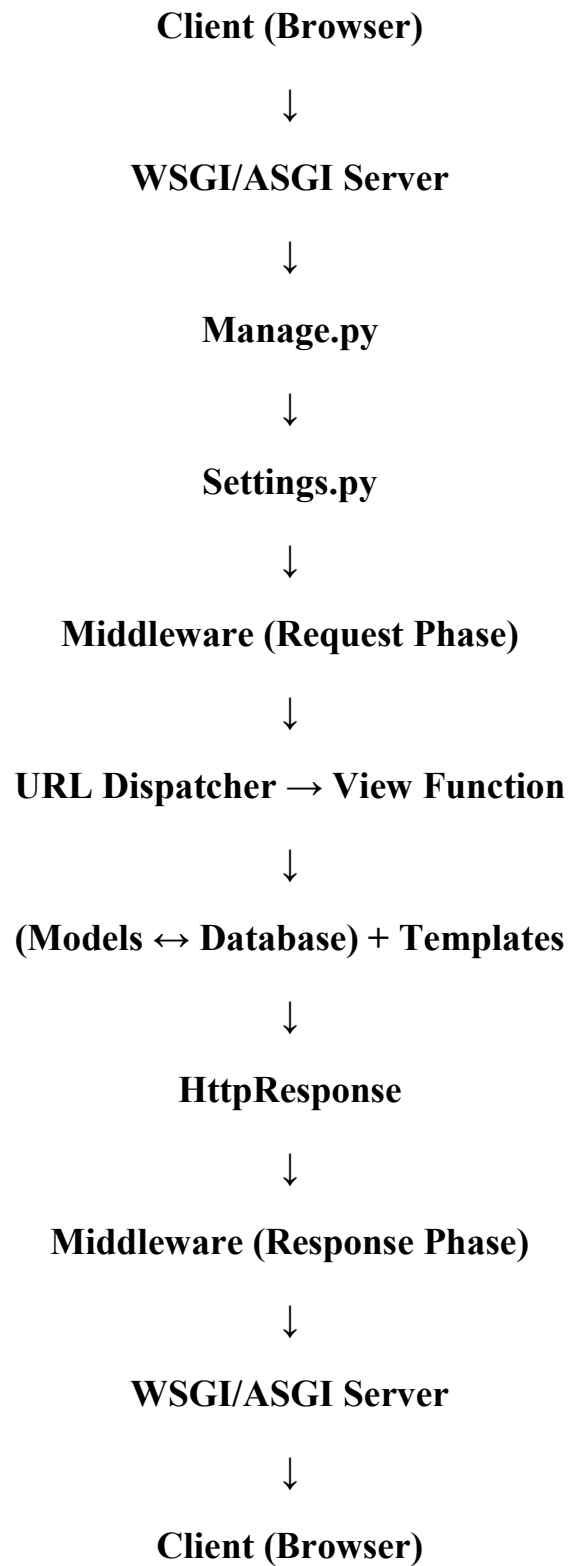 Client (Browser)
↓
WSGI/ASGI Server
↓
Manage.py
↓
Settings.py
↓
Middleware (Request Phase)
↓
URL Dispatcher → View Function
↓
(Models ↔ Database) + Templates
↓
HttpResponse
↓
Middleware (Response Phase)
↓
WSGI/ASGI Server
↓
Client (Browser)